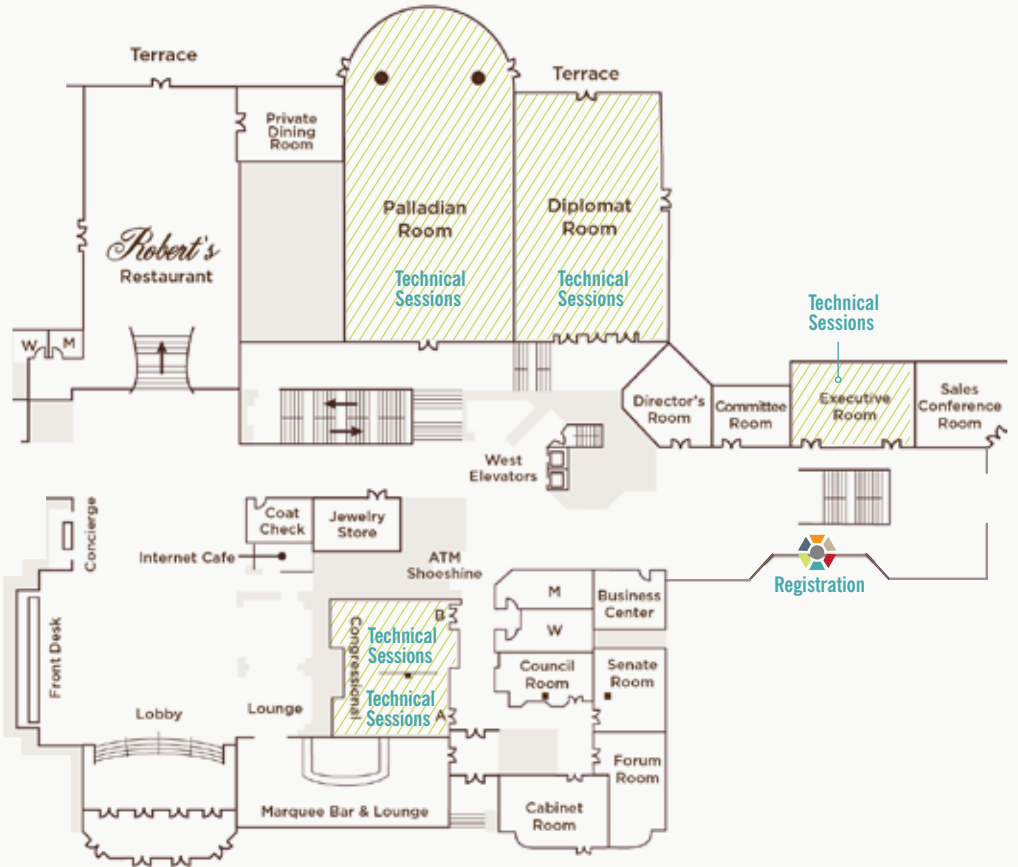 Terrace
Terrace
Private
Dining
Room
Palladian
Room
Technical
Sessions
Diplomat
Room
Technical
Sessions
Robert's
Restaurant
W
M
Technical
Sessions
Director's
Room
Committee
Room
Executive
Room
Sales
Conference
Room
West
Elevators
Concierge
Coat
Check
Jewelry
Store
Internet Cafe
ATM
Shoeshine
Registration
M
W
Business
Center
Front Desk
Congressional
B
Technical
Sessions
Technical
Sessions
A
Council
Room
Senate
Room
Lobby
Lounge
Forum
Room
Marquee Bar & Lounge
Cabinet
Room